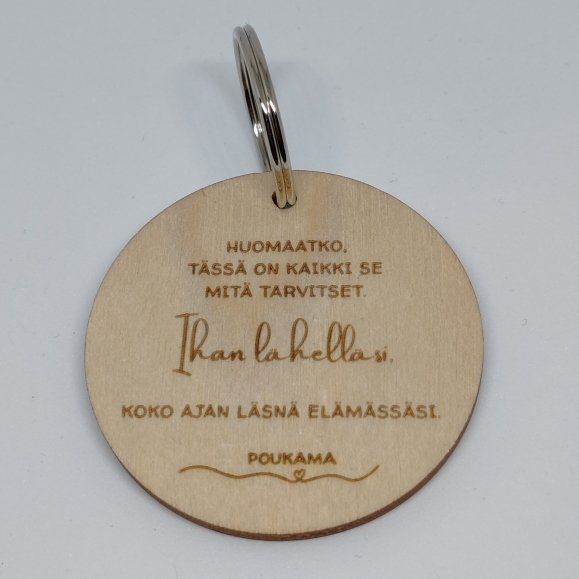 HUOMAATKO,
TÄSSÄ ON KAIKKI SE
MITÄ TARVITSET.
Ihan lähelläsi,
KOKO AJAN LÄSNÄ ELÄMÄSSÄSI.
POUKAMA